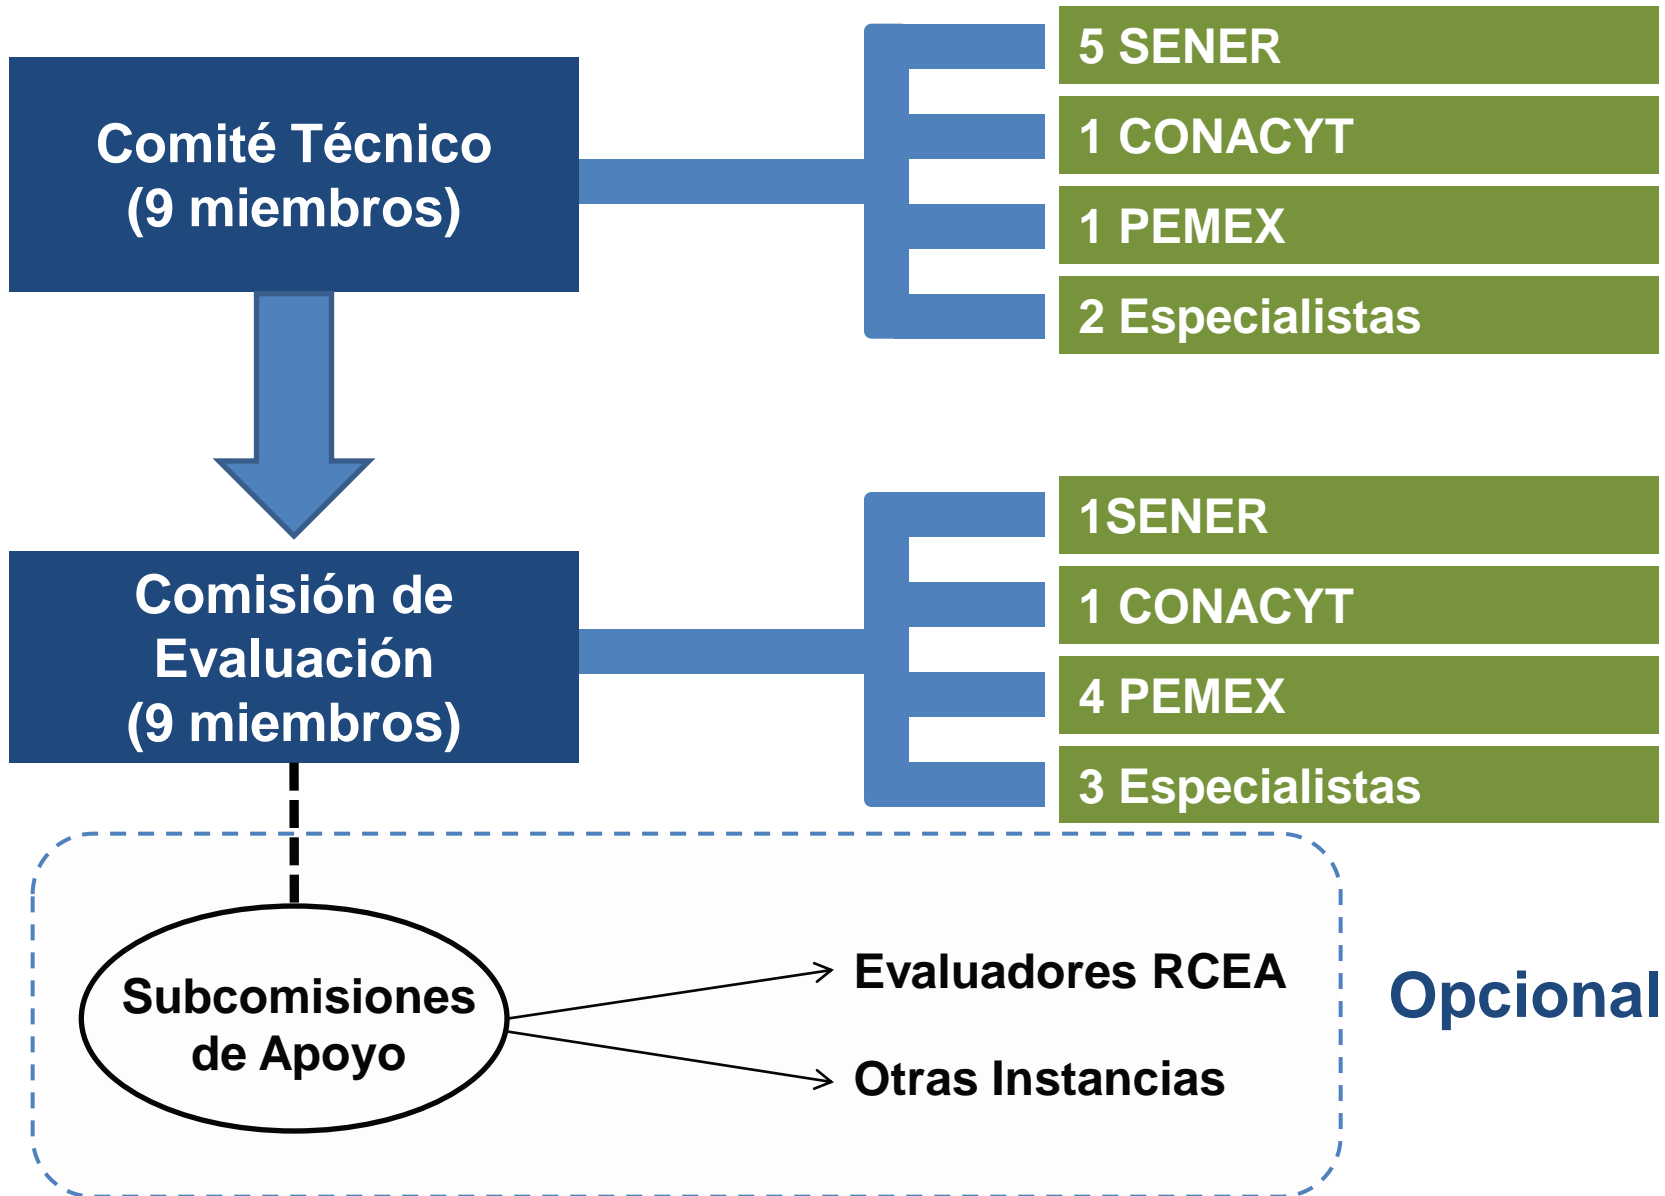 Comité Técnico
(9 miembros)
5 SENER
1 CONACYT
1 PEMEX
2 Especialistas
Comisión de
Evaluación
(9 miembros)
1SENER
1 CONACYT
4 PEMEX
3 Especialistas
Subcomisiones
de Apoyo
Evaluadores RCEA
Otras Instancias
Opcional